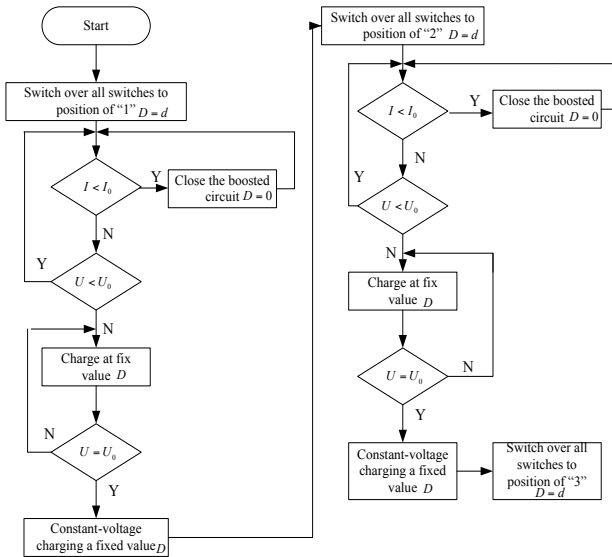 Start
Switch over all switches to
position of “1” D = d
I < I₀
Y
Close the boosted
circuit D = 0
N
Y
U < U₀
N
Charge at fix
value D
N
U = U₀
Y
Constant-voltage
charging a fixed value D
Switch over all switches to
position of “2” D = d
I < I₀
Y
Close the boosted
circuit D = 0
N
Y
U < U₀
N
Charge at fix
value D
U = U₀
N
Y
Constant-voltage
charging a fixed
value D
Switch over all
switches to
position of “3”
D = d